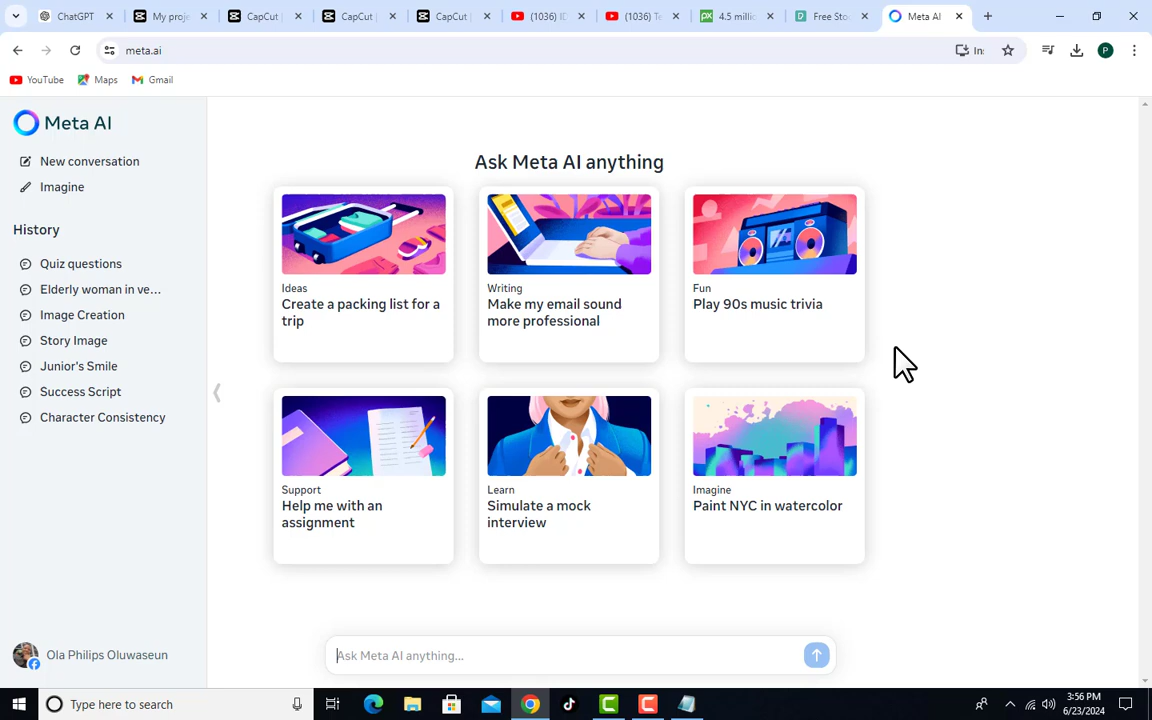 ChatGPT
My proje
CapCut |
CapCut |
CapCut |
(1036) I
(1036) Te
4.5 millic
Free Sto
Meta AI
meta.ai
Ins
YouTube
Maps
Gmail
Meta AI
New conversation
Imagine
History
Quiz questions
Elderly woman in ve...
Image Creation
Story Image
Junior's Smile
Success Script
Character Consistency
Ola Philips Oluwaseun
Ask Meta AI anything
Ideas
Create a packing list for a
trip
Writing
Make my email sound
more professional
Fun
Play 90s music trivia
Support
Help me with an
assignment
Learn
Simulate a mock
interview
Imagine
Paint NYC in watercolor
Ask Meta AI anything...
Type here to search
3:56 PM
6/23/2024